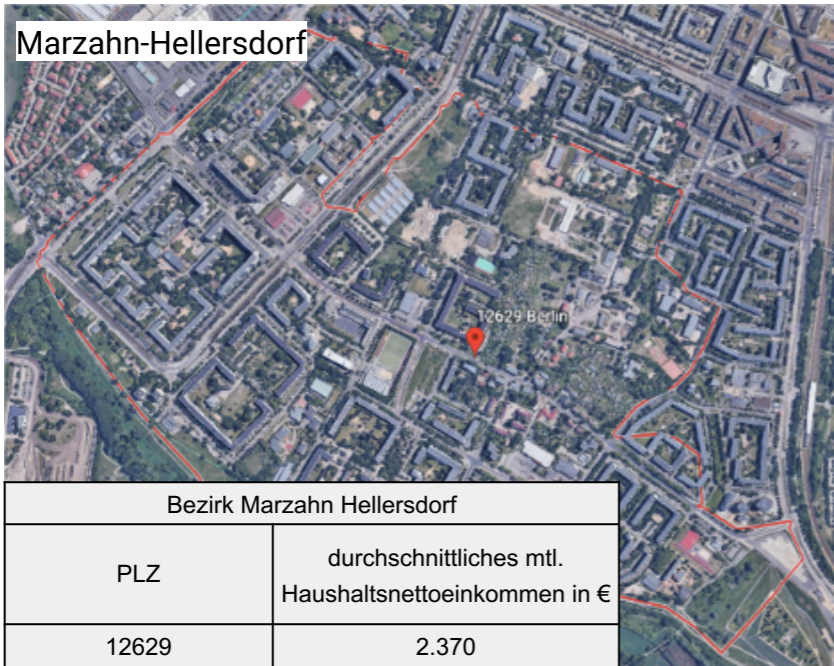 Marzahn-Hellersdorf
12629 Berlin
Bezirk Marzahn Hellersdorf
PLZ
durchschnittliches mtl.
Haushaltsnettoeinkommen in €
12629
2.370